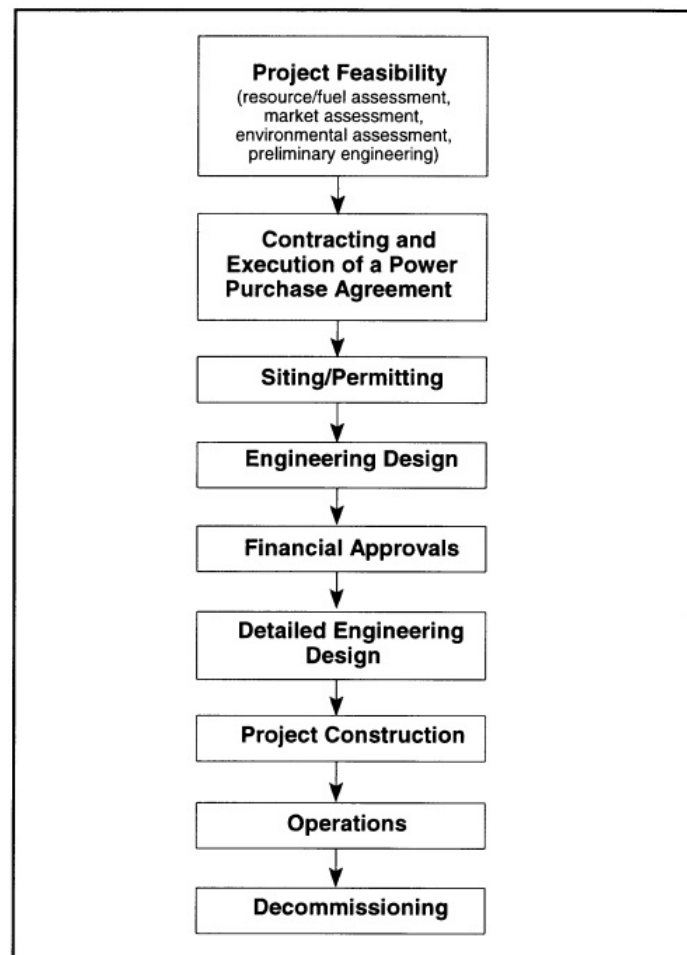 Project Feasibility
(resource/fuel assessment,
market assessment,
environmental assessment,
preliminary engineering)
Contracting and
Execution of a Power
Purchase Agreement
Siting/Permitting
Engineering Design
Financial Approvals
Detailed Engineering
Design
Project Construction
Operations
Decommissioning